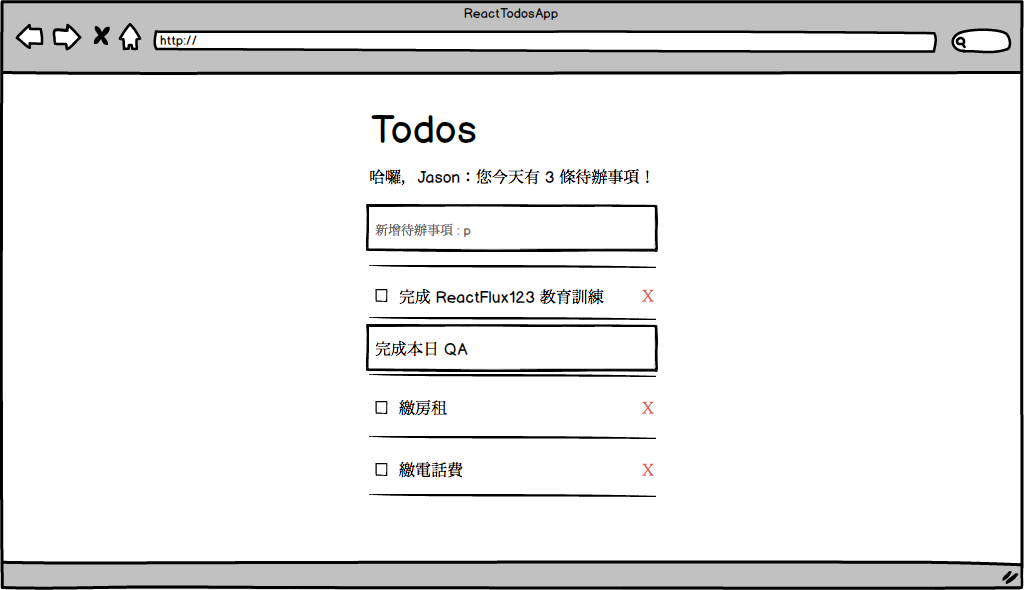 ReactTodosApp
http://
Todos
哈囉，Jason：您今天有 3 條待辦事項！
新增待辦事項 : p
完成 ReactFlux123 教育訓練 X
完成本日 QA
繳房租 X
繳電話費 X